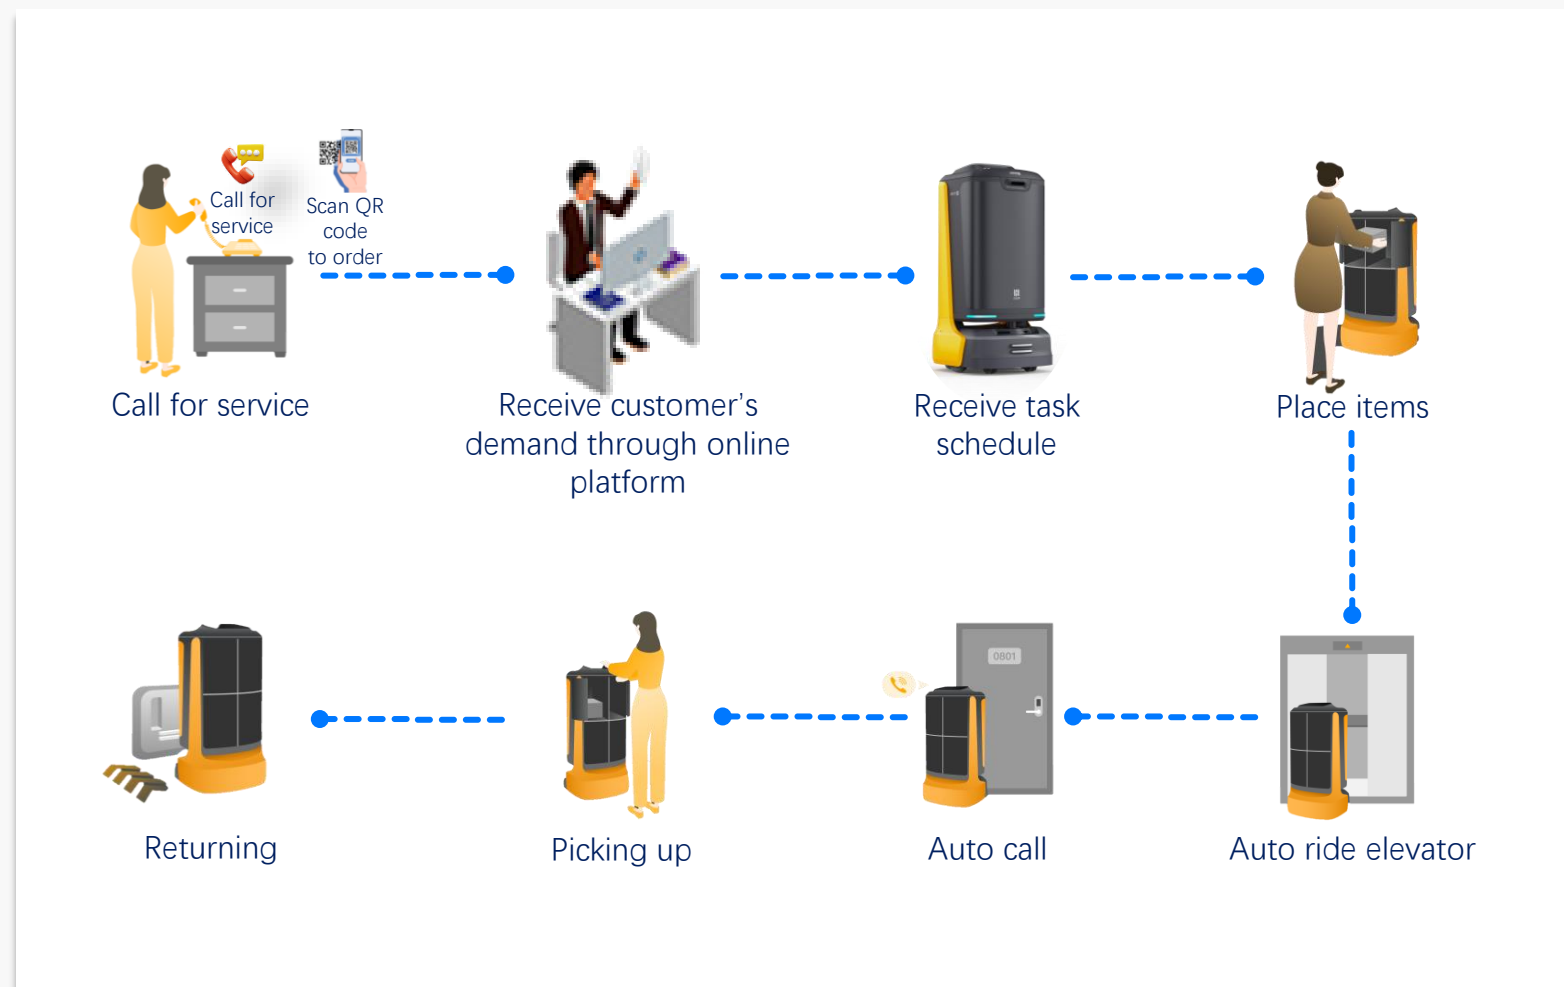 Call for
service
Scan QR
code
to order
Call for service
Receive customer's
demand through online
platform
Receive task
schedule
Place items
0801
Returning
Picking up
Auto call
Auto ride elevator